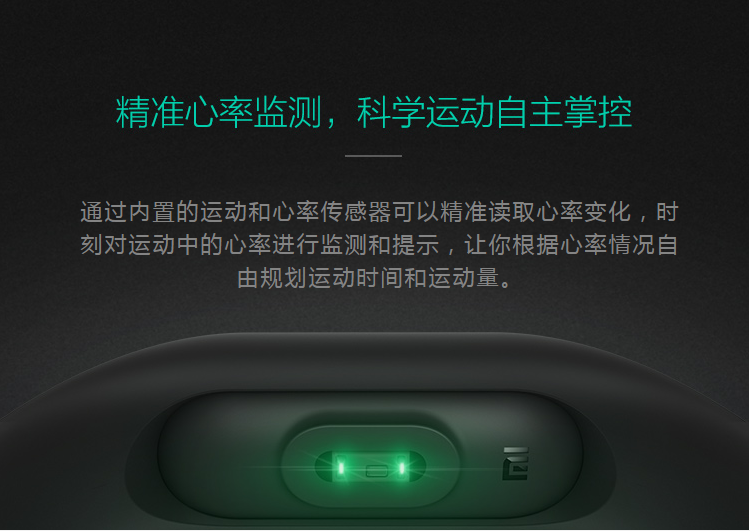 精准心率监测，科学运动自主掌控
通过内置的运动和心率传感器可以精准读取心率变化，时
刻对运动中的心率进行监测和提示，让你根据心率情况自
由规划运动时间和运动量。